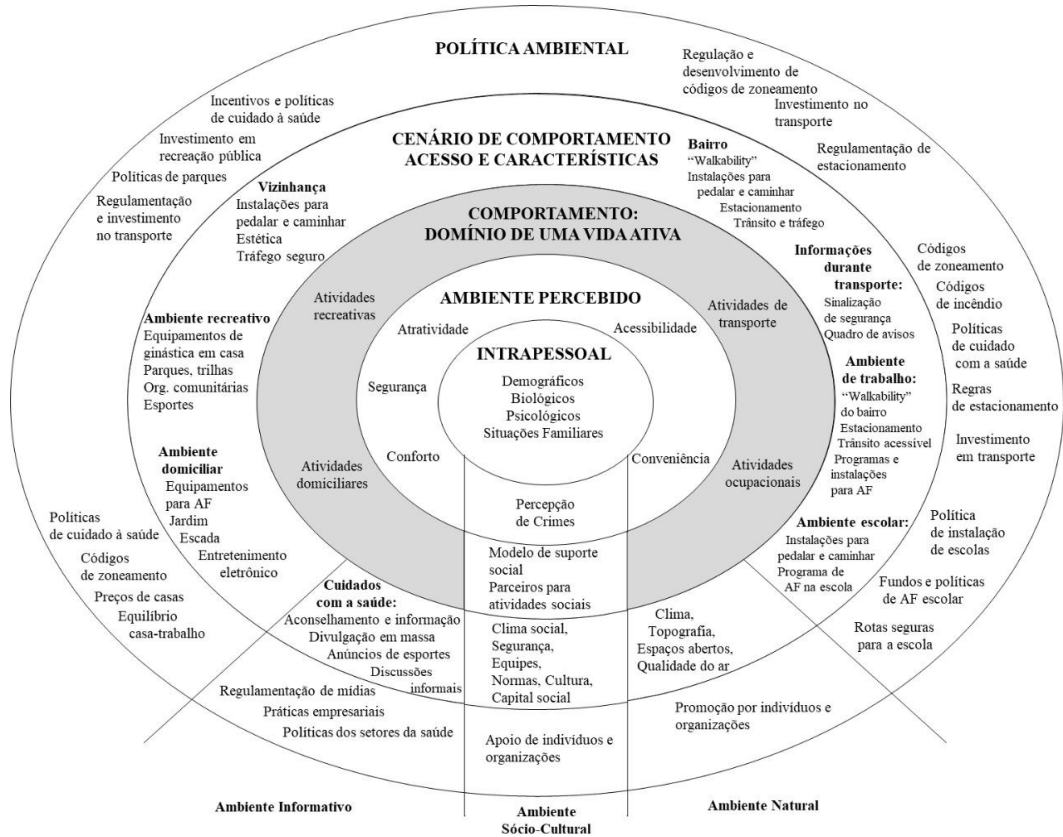 POLÍTICA AMBIENTAL
Incentivos e políticas
de cuidado à saúde
Investimento em
recreação pública
Políticas de parques
Regulamentação
e investimento
no transporte
Regulação e
desenvolvimento de
códigos de zoneamento
Investimento no
transporte
Regulamentação de
estacionamento
CENÁRIO DE COMPORTAMENTO
ACESSO E CARACTERÍSTICAS
Vizinhança
Instalações para
pedalar e caminhar
Estética
Tráfego seguro
Bairro
“Walkability”
Instalações para
pedalar e caminhar
Estacionamento
Trânsito e tráfego
COMPORTAMENTO:
DOMÍNIO DE UMA VIDA ATIVA
Atividades
recreativas
Atividades de
transporte
AMBIENTE PERCEBIDO
Atratividade
Acessibilidade
INTRAPESSOAL
Demográficos
Biológicos
Psicológicos
Situações Familiares
Segurança
Conforto
Conveniência
Percepção
de Crimes
Atividades
domiciliares
Atividades
ocupacionais
Modelo de suporte
social
Parceiros para
atividades sociais
Ambiente recreativo
Equipamentos de
ginástica em casa
Parques, trilhas
Org. comunitárias
Esportes
Ambiente
domiciliar
Equipamentos
para AF
Jardim
Escada
Entretenimento
eletrônico
Informações
durante
transporte:
Sinalização
de segurança
Quadro de avisos
Ambiente
de trabalho:
“Walkability”
do bairro
Estacionamento
Trânsito acessível
Programas e
instalações
para AF
Ambiente escolar:
Instalações para
pedalar e caminhar
Programa de
AF na escola
Códigos
de zoneamento
Códigos
de incêndio
Políticas
de cuidado
com a saúde
Regras
de estacionamento
Investimento
em transporte
Política
de instalação
de escolas
Fundos e políticas
de AF escolar
Rotas seguras
para a escola
Políticas
de cuidado à saúde
Códigos
de zoneamento
Preços de casas
Equilíbrio
casa-trabalho
Cuidados
com a saúde:
Aconselhamento e informação
Divulgação em massa
Anúncios de esportes
Discussões
informais
Clima social,
Segurança,
Equipes,
Normas, Cultura,
Capital social
Clima,
Topografia,
Espaços abertos,
Qualidade do ar
Regulamentação de mídias
Práticas empresariais
Políticas dos setores da saúde
Apoio de indivíduos e
organizações
Promoção por indivíduos e
organizações
Ambiente Informativo
Ambiente
Sócio-Cultural
Ambiente Natural